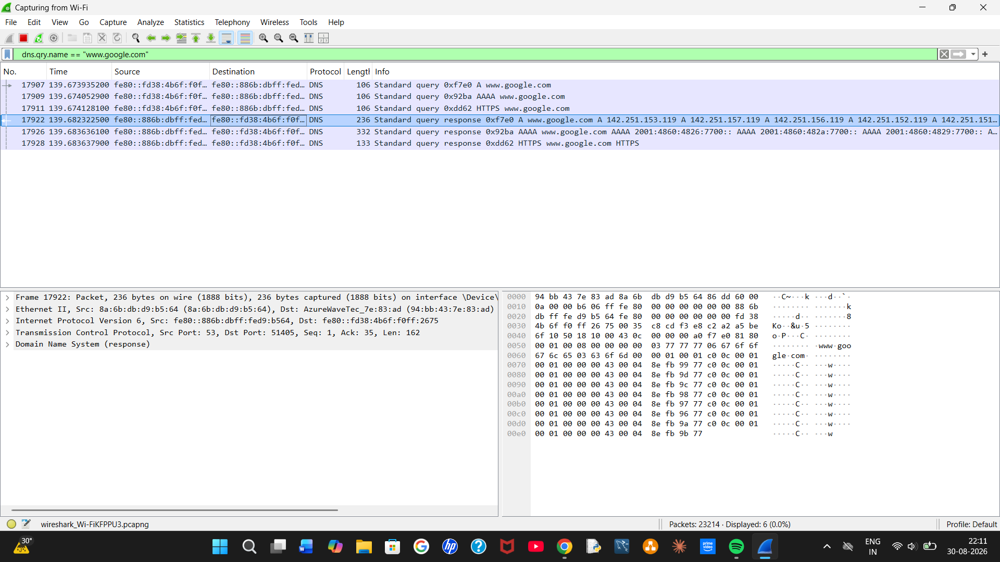 Capturing from Wi-Fi
File Edit View Go Capture Analyze Statistics Telephony Wireless Tools Help
dns.qry.name == "www.google.com"
No. Time Source Destination Protocol Length Info
17907 139.673935200 fe80::fd38:4b6f:f0f… fe80::886b:dbff:fed… DNS 106 Standard query 0xf7e0 A www.google.com
17909 139.674052900 fe80::fd38:4b6f:f0f… fe80::886b:dbff:fed… DNS 106 Standard query 0x92ba AAAA www.google.com
17911 139.674128100 fe80::fd38:4b6f:f0f… fe80::886b:dbff:fed… DNS 106 Standard query 0xdd62 HTTPS www.google.com
17922 139.682322500 fe80::886b:dbff:fed… fe80::fd38:4b6f:f0f… DNS 236 Standard query response 0xf7e0 A www.google.com A 142.251.153.119 A 142.251.157.119 A 142.251.156.119 A 142.251.152.119 A 142.251.151…
17926 139.683636100 fe80::886b:dbff:fed… fe80::fd38:4b6f:f0f… DNS 332 Standard query response 0x92ba AAAA www.google.com AAAA 2001:4860:4826:7700:: AAAA 2001:4860:482a:7700:: AAAA 2001:4860:4829:7700:: A…
17928 139.683637900 fe80::886b:dbff:fed… fe80::fd38:4b6f:f0f… DNS 133 Standard query response 0xdd62 HTTPS www.google.com HTTPS
Frame 17922: Packet, 236 bytes on wire (1888 bits), 236 bytes captured (1888 bits) on interface \Device\
Ethernet II, Src: 8a:6b:db:d9:b5:64 (8a:6b:db:d9:b5:64), Dst: AzureWaveTec_7e:83:ad (94:bb:43:7e:83:ad)
Internet Protocol Version 6, Src: fe80::886b:dbff:fed9:b564, Dst: fe80::fd38:4b6f:f0ff:2675
Transmission Control Protocol, Src Port: 53, Dst Port: 51405, Seq: 1, Ack: 35, Len: 162
Domain Name System (response)
0000 94 bb 43 7e 83 ad 8a 6b db d9 b5 64 86 dd 60 00 ··C~···k ···d··`·
0010 0a 00 00 b6 06 ff fe 80 00 00 00 00 00 00 88 6b ········ ·······k
0020 db ff fe d9 b5 64 fe 80 00 00 00 00 00 00 fd 38 ·····d·· ·······8
0030 4b 6f f0 ff 26 75 00 35 c8 cd f3 e8 c2 a2 a5 be Ko··&u·5 ········
0040 6f 10 50 18 10 00 43 0c 00 00 00 a0 f7 e0 81 80 o·P···C· ········
0050 00 01 00 08 00 00 00 00 03 77 77 77 06 67 6f 6f ········ ·www·goo
0060 67 6c 65 03 63 6f 6d 00 00 01 00 01 c0 0c 00 01 gle·com· ········
0070 00 01 00 00 00 43 00 04 8e fb 99 77 c0 0c 00 01 ·····C·· ···w····
0080 00 01 00 00 00 43 00 04 8e fb 9d 77 c0 0c 00 01 ·····C·· ···w····
0090 00 01 00 00 00 43 00 04 8e fb 9c 77 c0 0c 00 01 ·····C·· ···w····
00a0 00 01 00 00 00 43 00 04 8e fb 98 77 c0 0c 00 01 ·····C·· ···w····
00b0 00 01 00 00 00 43 00 04 8e fb 97 77 c0 0c 00 01 ·····C·· ···w····
00c0 00 01 00 00 00 43 00 04 8e fb 96 77 c0 0c 00 01 ·····C·· ···w····
00d0 00 01 00 00 00 43 00 04 8e fb 9a 77 c0 0c 00 01 ·····C·· ···w····
00e0 00 01 00 00 00 43 00 04 8e fb 9b 77 ·····C·· ···w
wireshark_Wi-FiKFPPU3.pcapng Packets: 23214 · Displayed: 6 (0.0%) Profile: Default
30°
W
hp
prime video
ENG
IN
22:11
30-08-2026